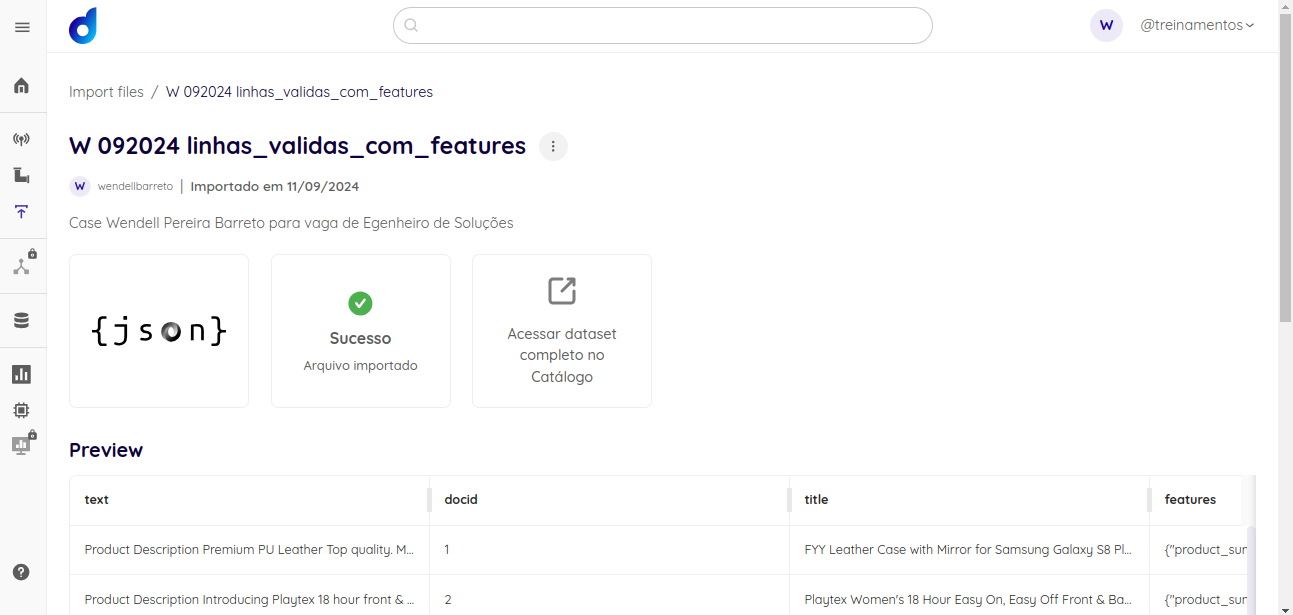 W
@treinamentos
Import files / W 092024 linhas_validas_com_features
W 092024 linhas_validas_com_features
W wendellbarreto | Importado em 11/09/2024
Case Wendell Pereira Barreto para vaga de Egenheiro de Soluções
{json}
Sucesso
Arquivo importado
Acessar dataset
completo no
Catálogo
Preview
text docid title features
Product Description Premium PU Leather Top quality. M... 1 FYY Leather Case with Mirror for Samsung Galaxy S8 Pl... {"product_sum
Product Description Introducing Playtex 18 hour front & ... 2 Playtex Women's 18 Hour Easy On, Easy Off Front & Ba... {"product_sum